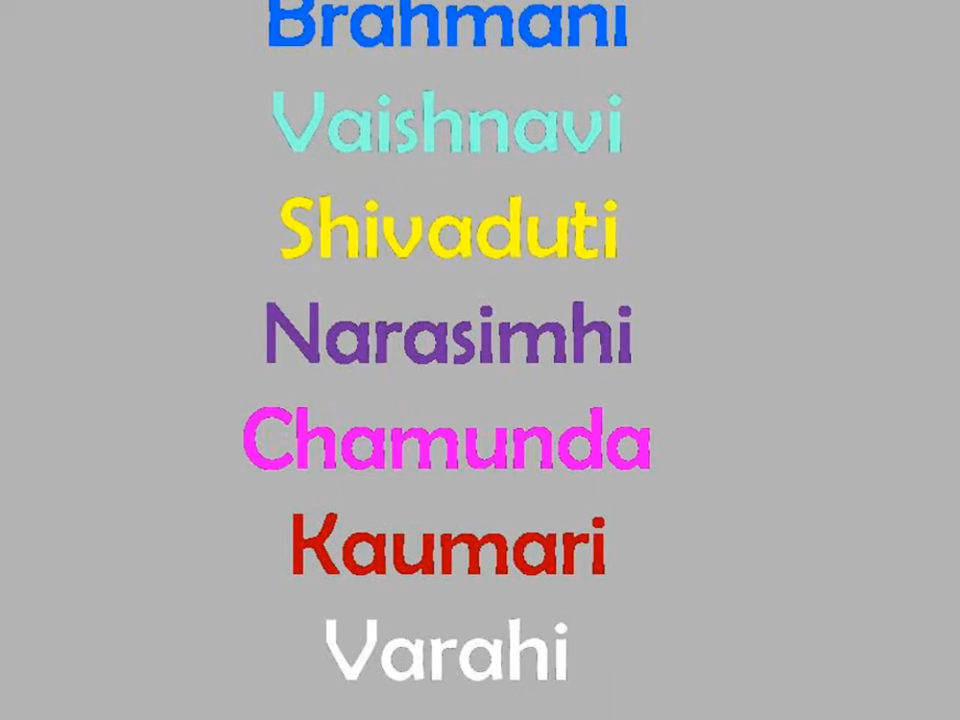 Brahmani
Vaishnavi
Shivaduti
Narasimhi
Chamunda
Kaumari
Varahi